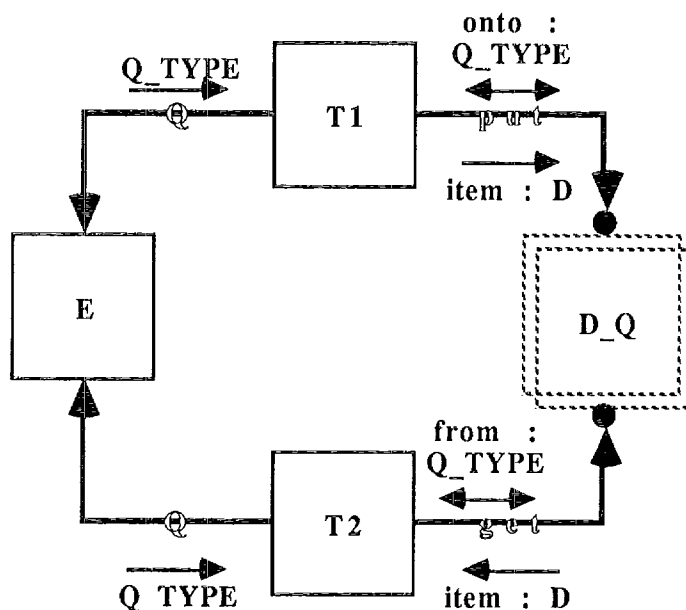 onto :
Q_TYPE
Q_TYPE
T1
Q
put
item : D
E
D_Q
from :
Q_TYPE
T2
Q
get
Q_TYPE
item : D